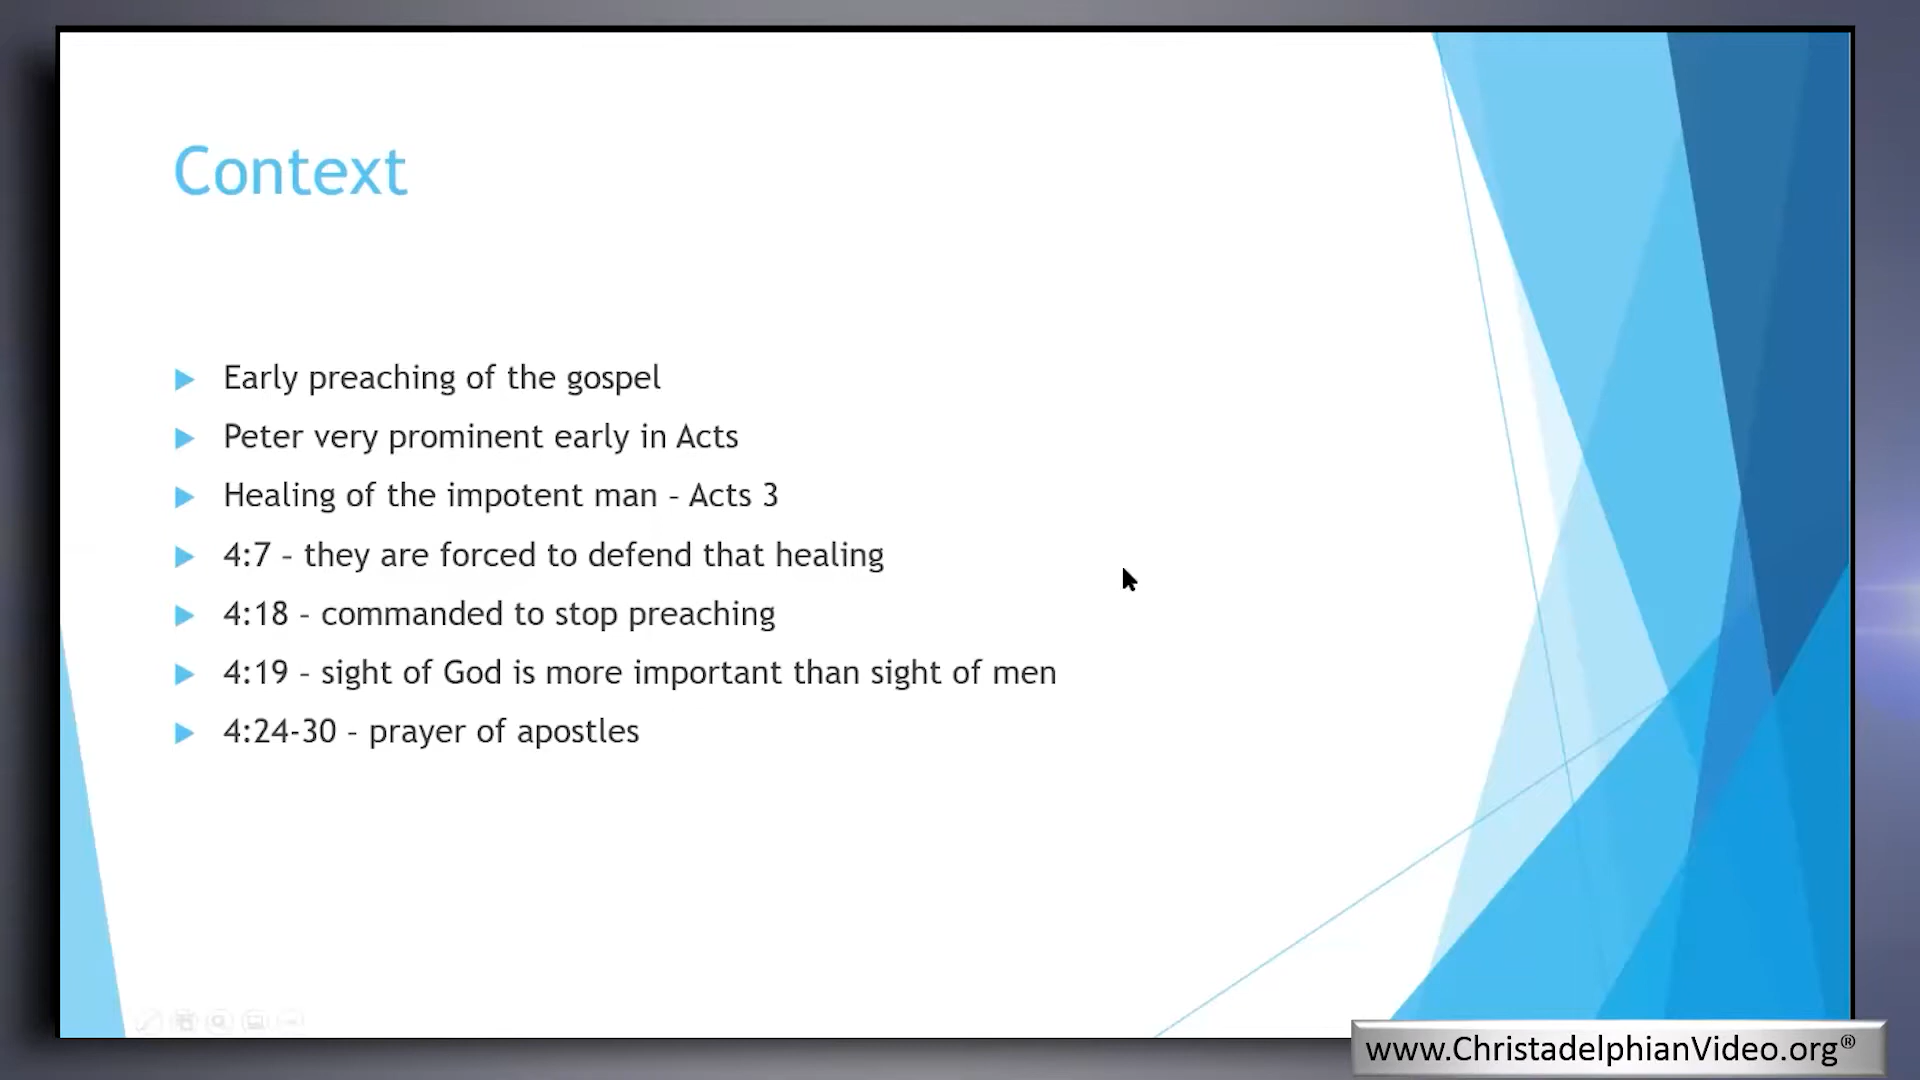 Context
Early preaching of the gospel
Peter very prominent early in Acts
Healing of the impotent man – Acts 3
4:7 – they are forced to defend that healing
4:18 – commanded to stop preaching
4:19 – sight of God is more important than sight of men
4:24-30 – prayer of apostles
www.ChristadelphianVideo.org®